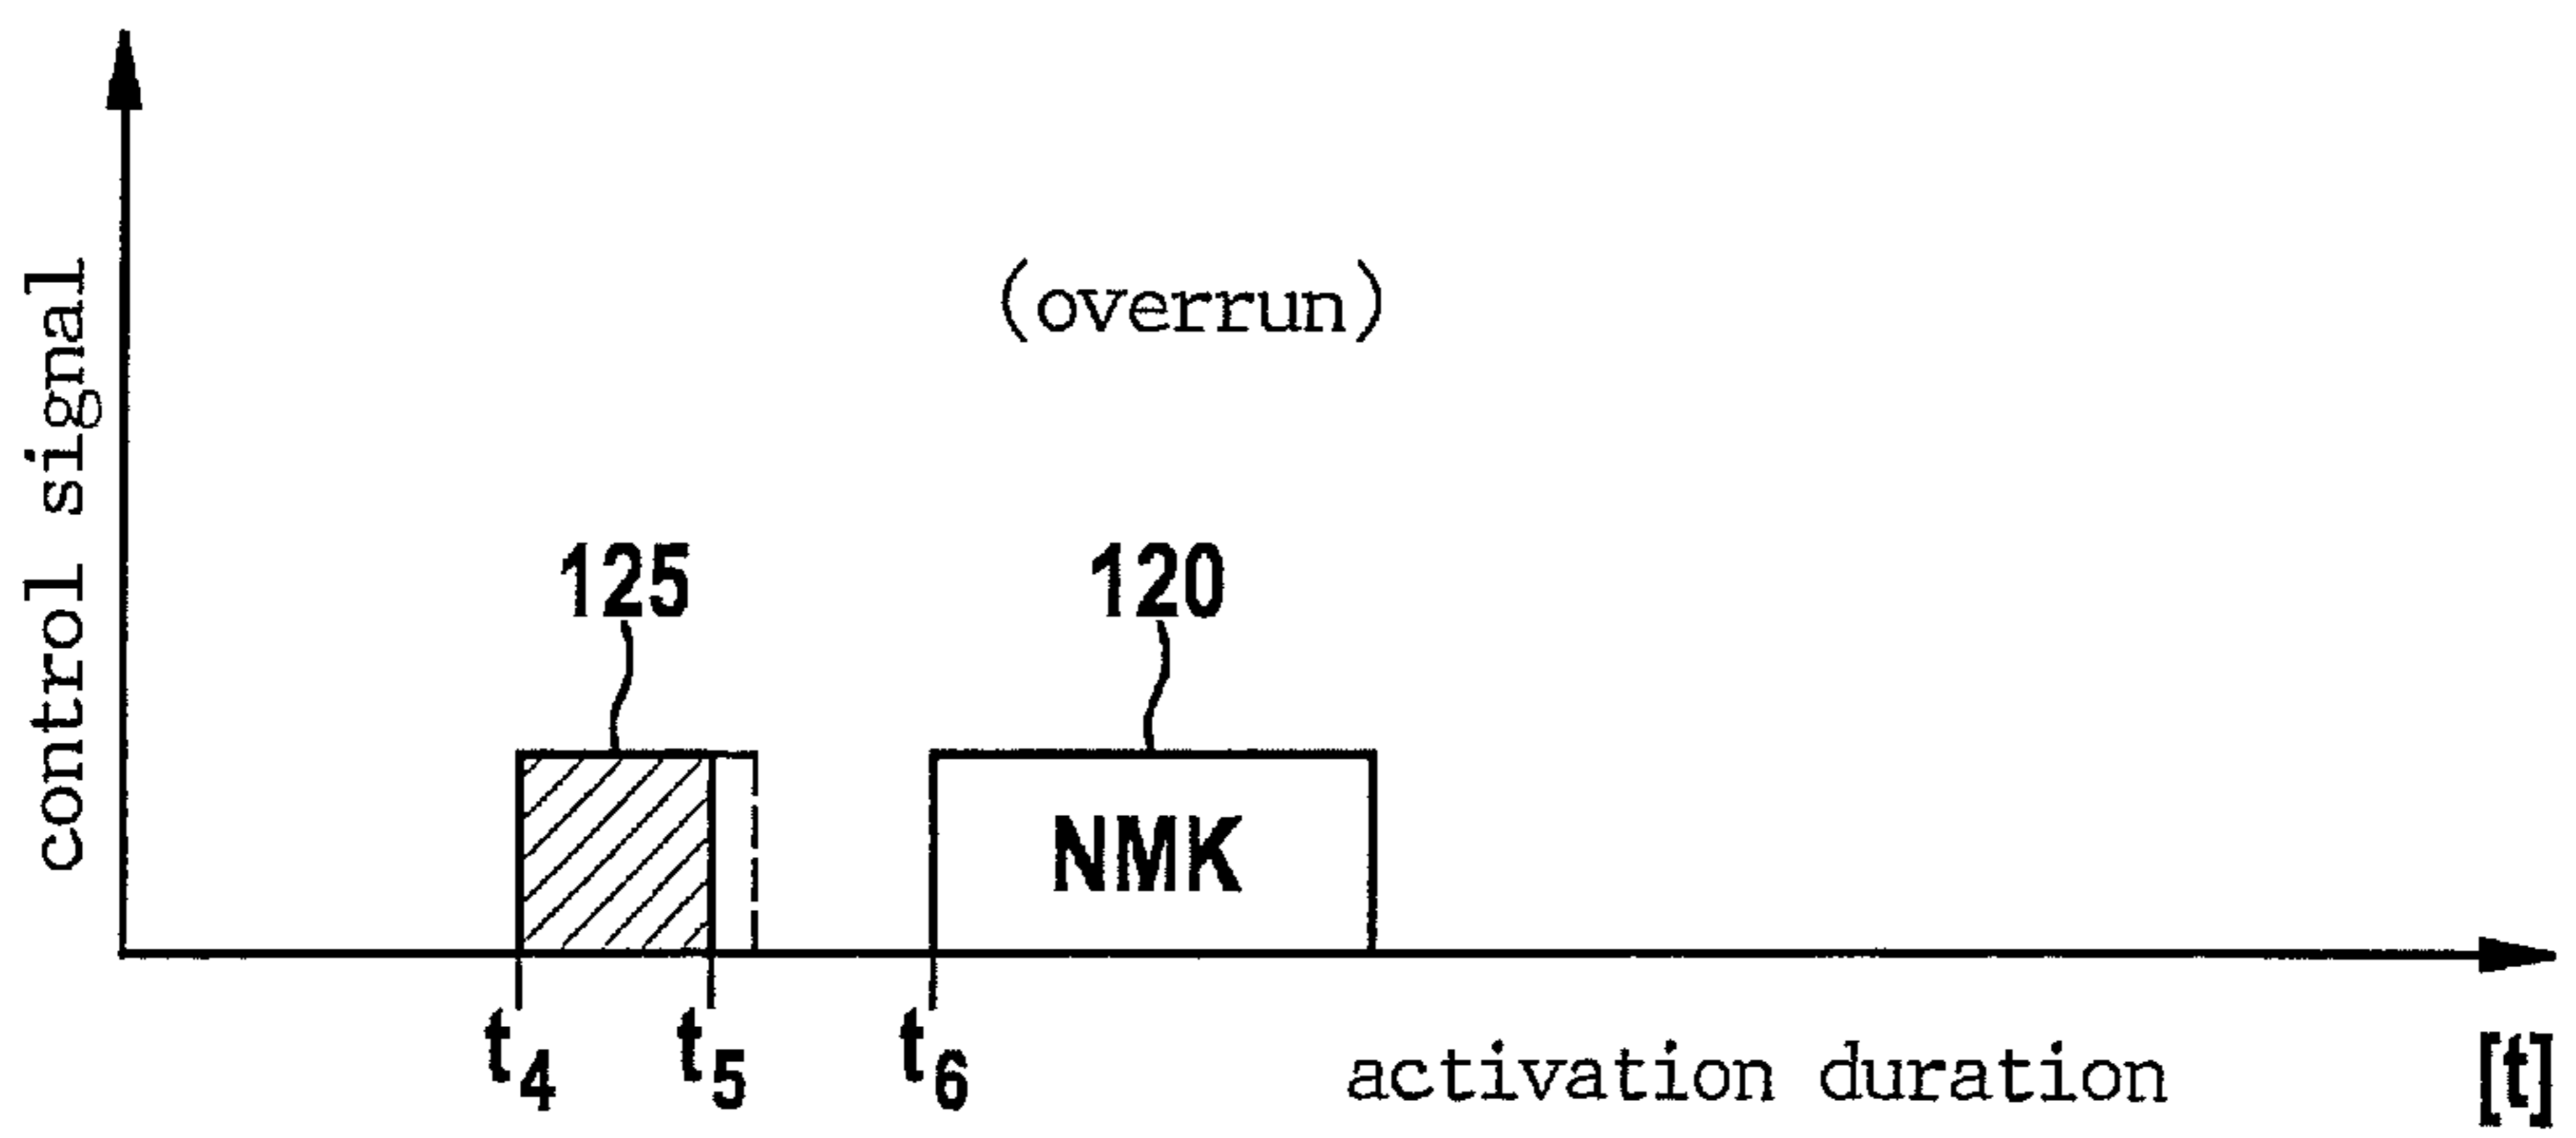 control signal
(overrun)
125
120
NMK
t4
t5
t6
activation duration
[t]